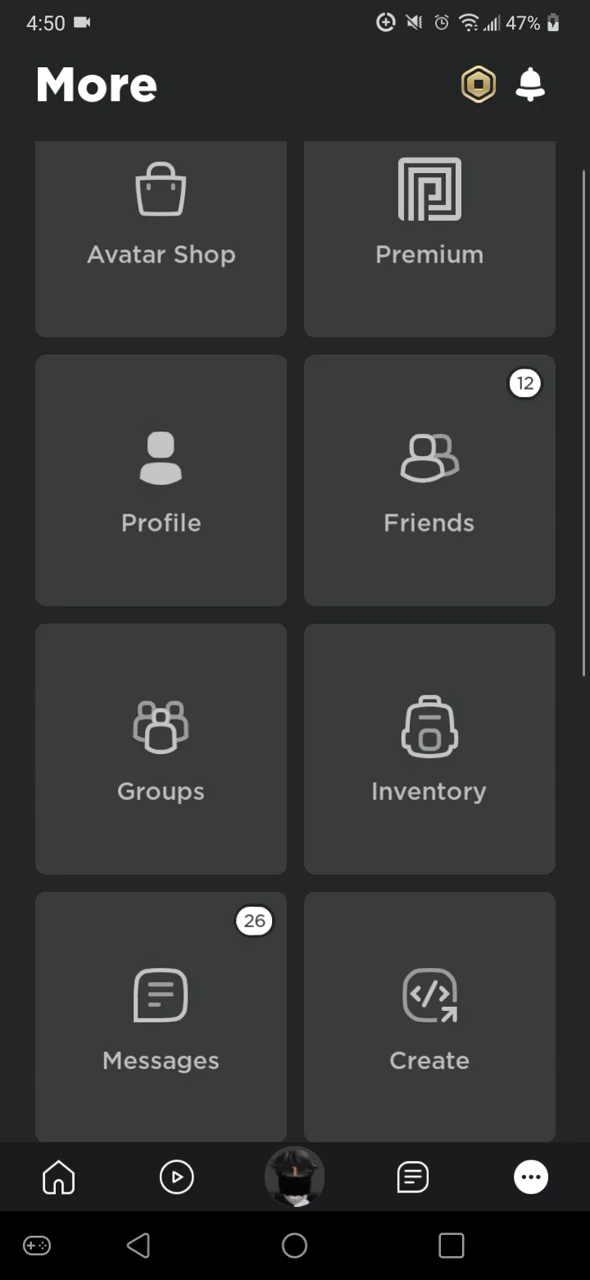 4:50 47%
More
Avatar Shop Premium
12
Profile Friends
Groups Inventory
26
Messages Create